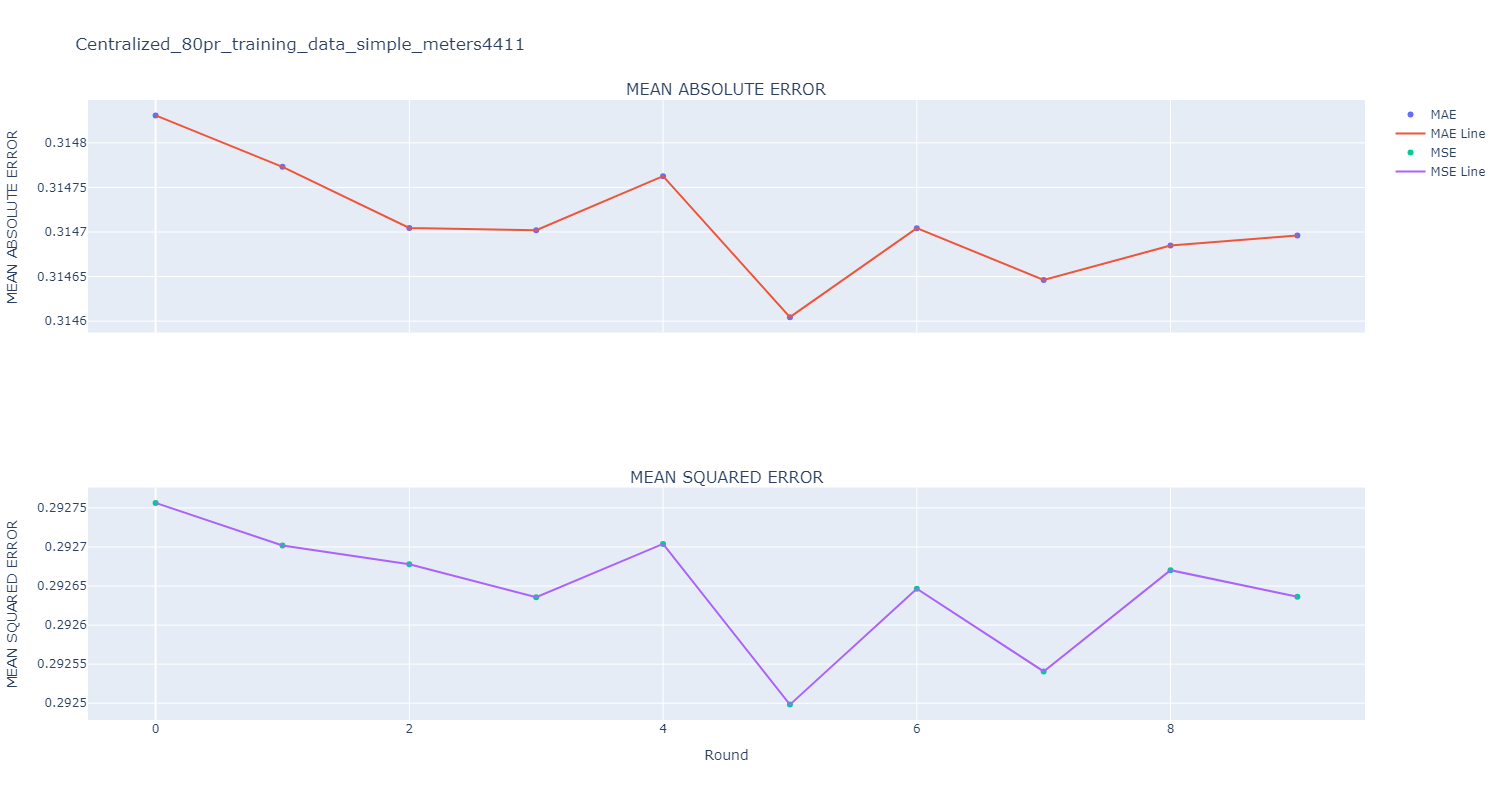 Centralized_80pr_training_data_simple_meters4411
MEAN ABSOLUTE ERROR
MEAN ABSOLUTE ERROR
0.3148
0.31475
0.3147
0.31465
0.3146
MAE
MAE Line
MSE
MSE Line
MEAN SQUARED ERROR
MEAN SQUARED ERROR
0.29275
0.2927
0.29265
0.2926
0.29255
0.2925
0 2 4 6 8
Round